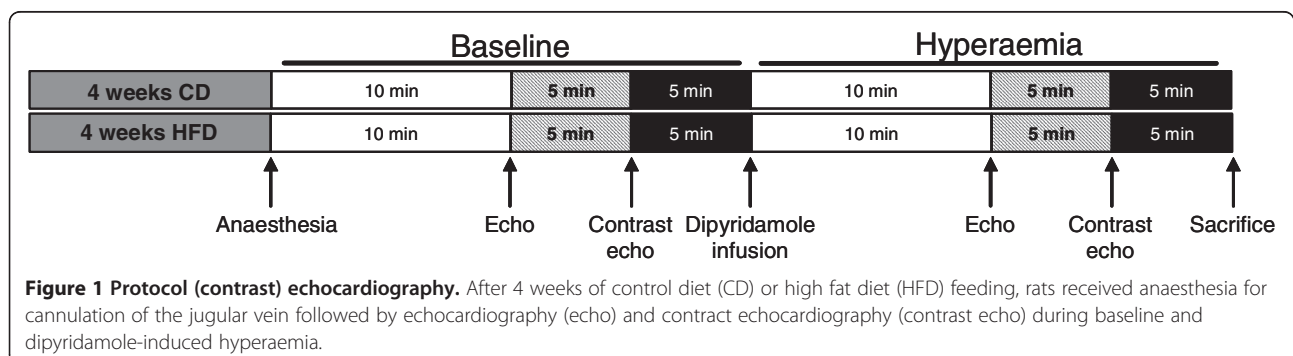 Baseline Hyperaemia
4 weeks CD 10 min 5 min 5 min 10 min 5 min 5 min
4 weeks HFD 10 min 5 min 5 min 10 min 5 min 5 min
Anaesthesia Echo Contrast Dipyridamole Echo Contrast Sacrifice
echo infusion echo
Figure 1 Protocol (contrast) echocardiography. After 4 weeks of control diet (CD) or high fat diet (HFD) feeding, rats received anaesthesia for
cannulation of the jugular vein followed by echocardiography (echo) and contract echocardiography (contrast echo) during baseline and
dipyridamole-induced hyperaemia.